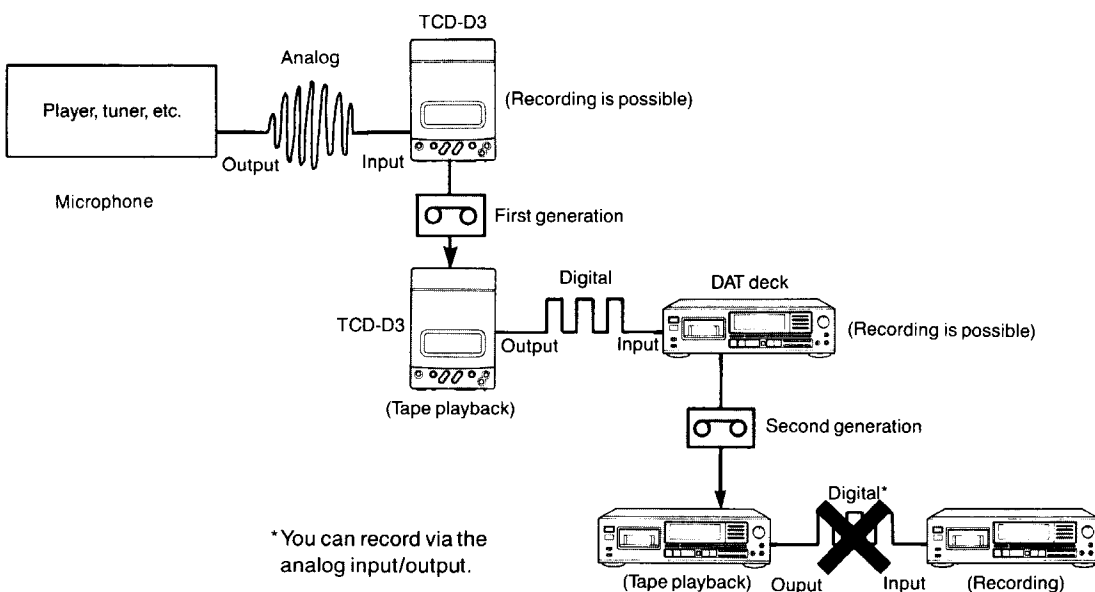 TCD-D3
Analog
Player, tuner, etc.
(Recording is possible)
Output
Input
Microphone
First generation
Digital
DAT deck
TCD-D3
Output
Input
(Recording is possible)
(Tape playback)
Second generation
Digital*
*You can record via the
analog input/output.
(Tape playback)
Ouput
Input
(Recording)